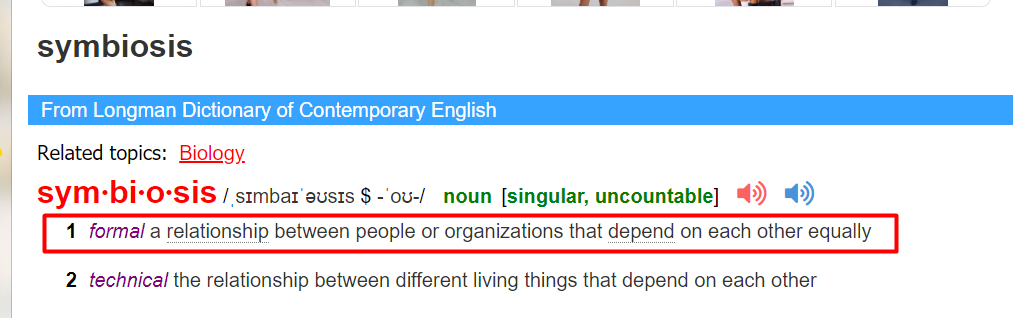 symbiosis
From Longman Dictionary of Contemporary English
Related topics: Biology
sym·bi·o·sis /ˌsɪmbaɪˈəʊsɪs $ -ˈoʊ-/ noun [singular, uncountable]
1 formal a relationship between people or organizations that depend on each other equally
2 technical the relationship between different living things that depend on each other